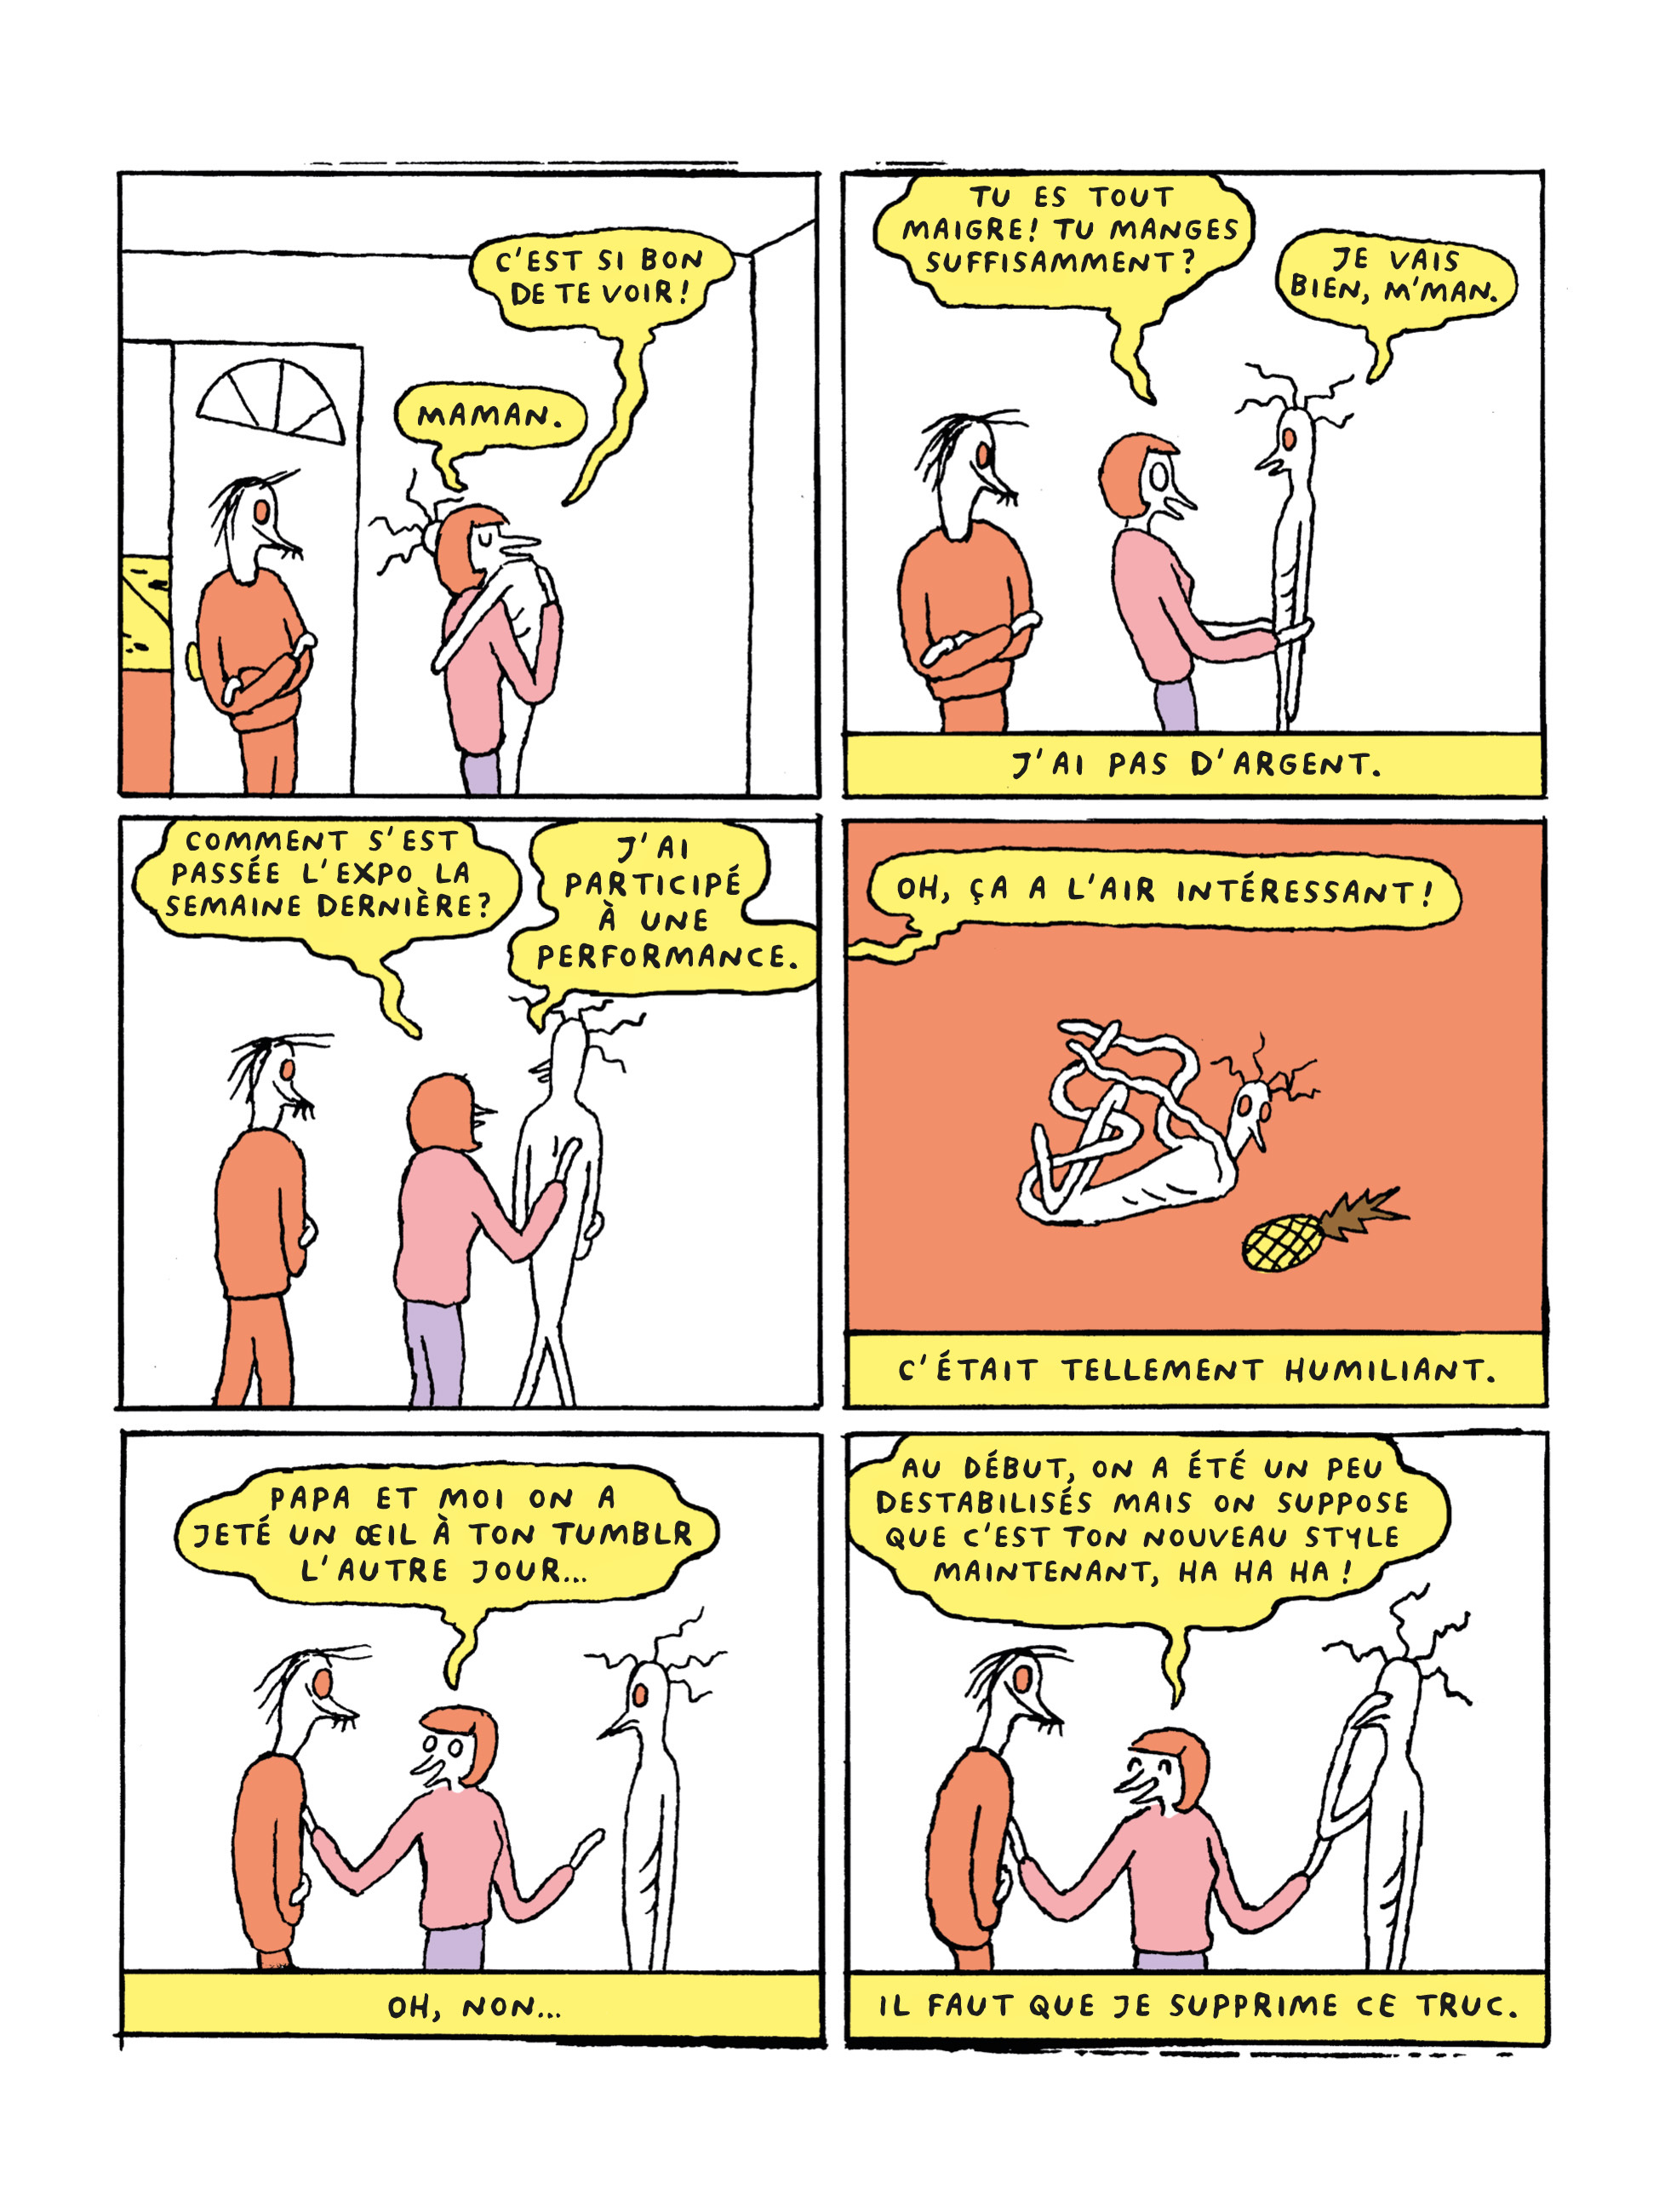 MAMAN.
C'EST SI BON
DE TE VOIR!
TU ES TOUT
MAIGRE! TU MANGES
SUFFISAMMENT?
JE VAIS
BIEN, M'MAN.
J'AI PAS D'ARGENT.
COMMENT S'EST
PASSÉE L'EXPO LA
SEMAINE DERNIÈRE?
J'AI
PARTICIPÉ
À UNE
PERFORMANCE.
OH, ÇA A L'AIR INTÉRESSANT!
C'ÉTAIT TELLEMENT HUMILIANT.
PAPA ET MOI ON A
JETÉ UN ŒIL À TON TUMBLR
L'AUTRE JOUR...
OH, NON...
AU DÉBUT, ON A ÉTÉ UN PEU
DESTABILISÉS MAIS ON SUPPOSE
QUE C'EST TON NOUVEAU STYLE
MAINTENANT, HA HA HA!
IL FAUT QUE JE SUPPRIME CE TRUC.